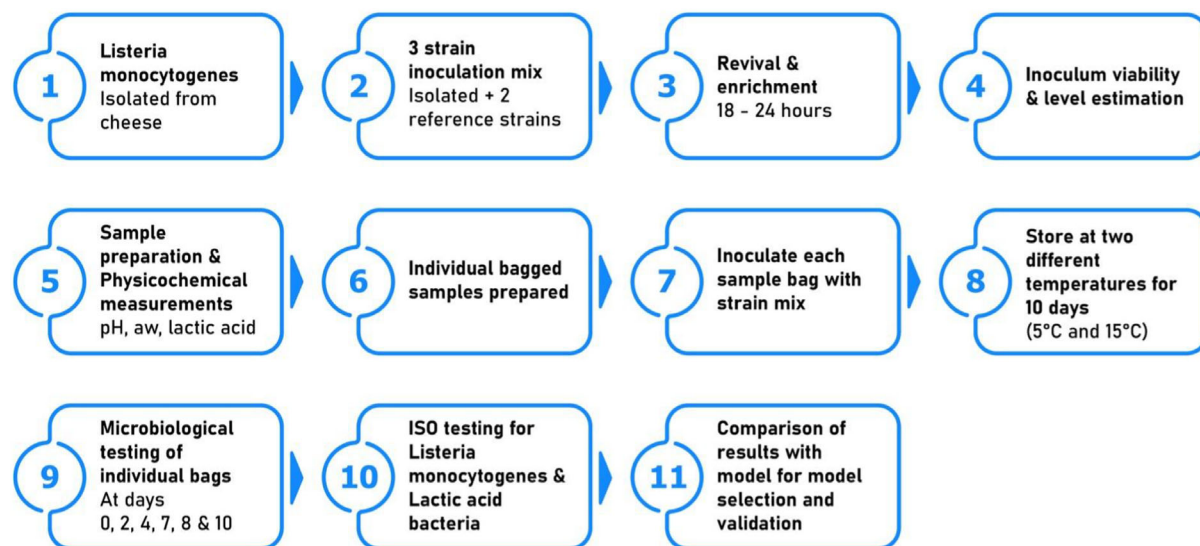 1
Listeria
monocytogenes
Isolated from
cheese
2
3 strain
inoculation mix
Isolated + 2
reference strains
3
Revival &
enrichment
18 - 24 hours
4
Inoculum viability
& level estimation
5
Sample
preparation &
Physicochemical
measurements
pH, aw, lactic acid
6
Individual bagged
samples prepared
7
Inoculate each
sample bag with
strain mix
8
Store at two
different
temperatures for
10 days
(5°C and 15°C)
9
Microbiological
testing of
individual bags
At days
0, 2, 4, 7, 8 & 10
10
ISO testing for
Listeria
monocytogenes &
Lactic acid
bacteria
11
Comparison of
results with
model for model
selection and
validation